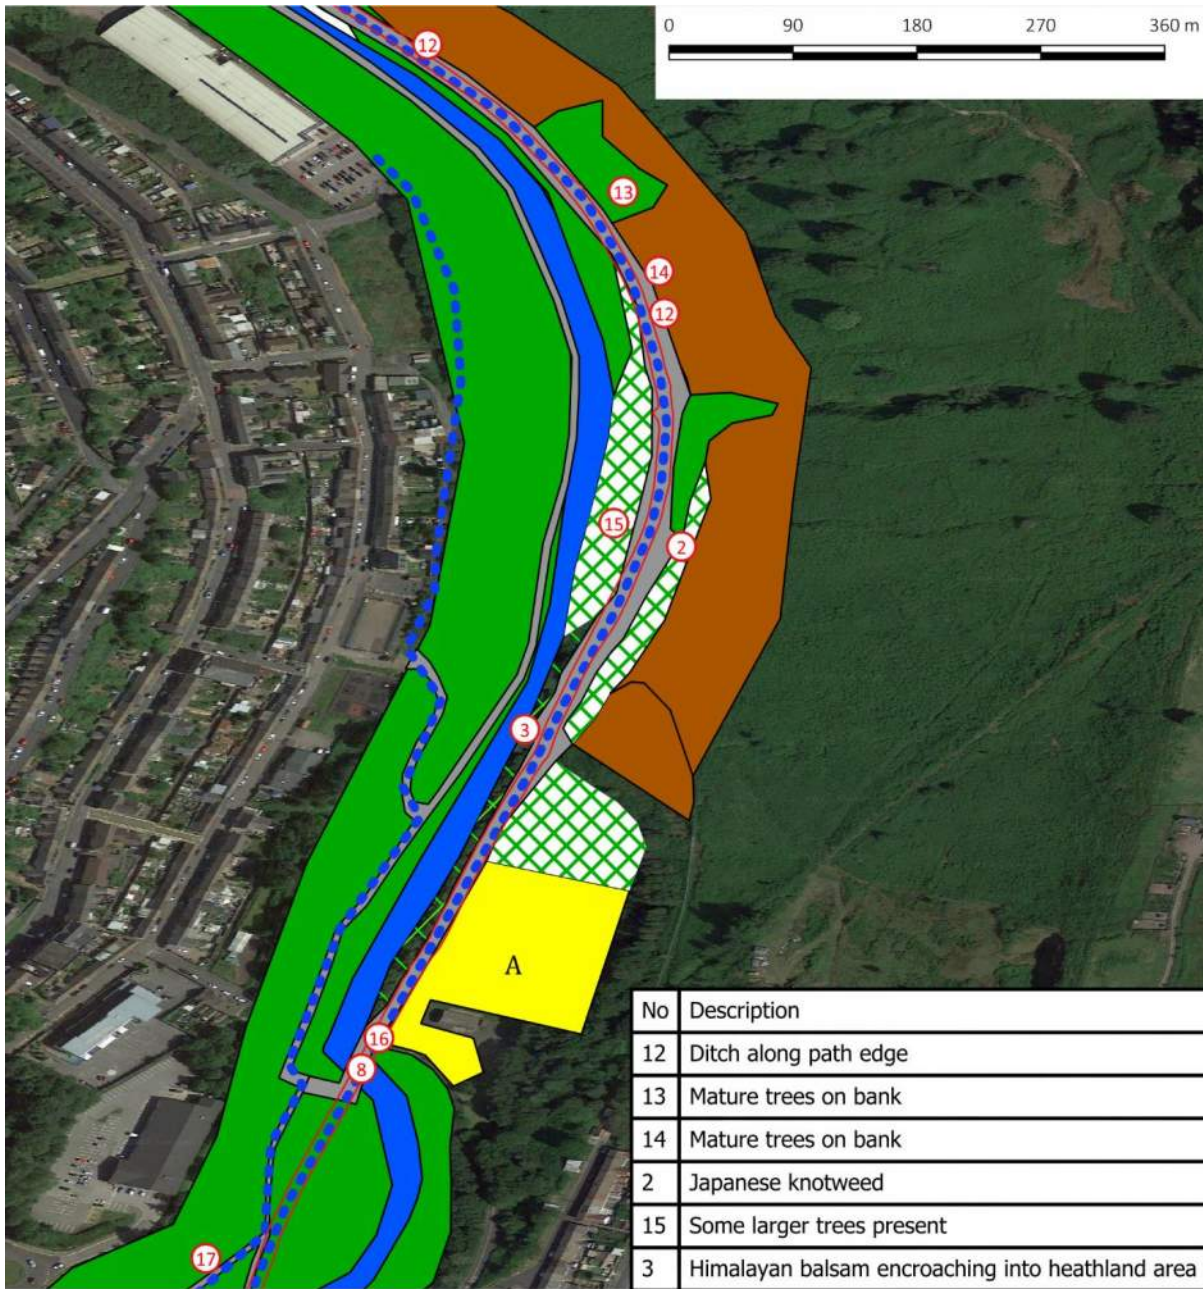 0 90 180 270 360 m
12
13
14
12
15
2
3
A
16
8
17
No Description
12 Ditch along path edge
13 Mature trees on bank
14 Mature trees on bank
2 Japanese knotweed
15 Some larger trees present
3 Himalayan balsam encroaching into heathland area